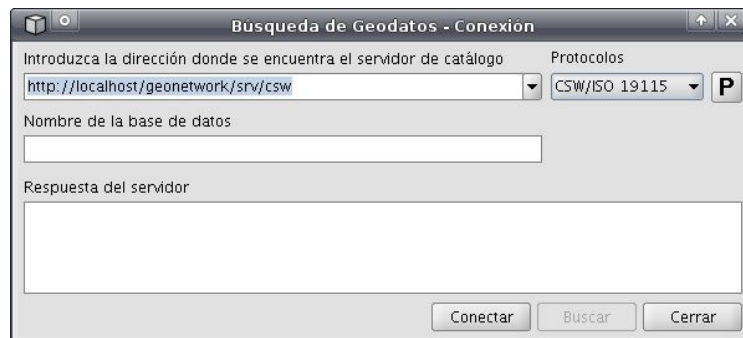 Búsqueda de Geodatos - Conexión
Introduzca la dirección donde se encuentra el servidor de catálogo
Protocolos
http://localhost/geonetwork/srv/csw
CSW/ISO 19115
P
Nombre de la base de datos
Respuesta del servidor
Conectar
Buscar
Cerrar